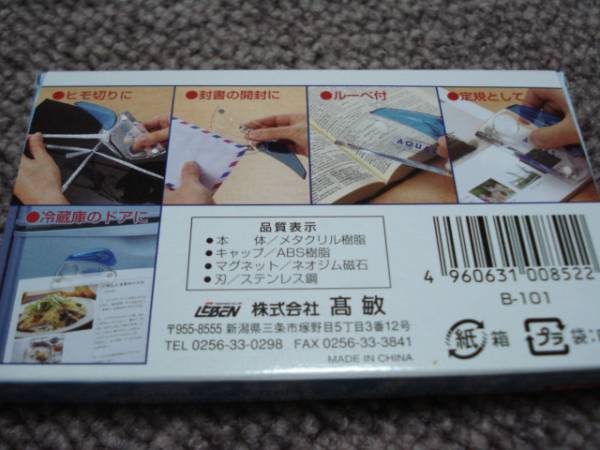 ●ヒモ切りに
●封書の開封に
●ルーペ付
●定規として
●冷蔵庫のドアに
品質表示
●本　体/メタクリル樹脂
●キャップ/ABS樹脂
●マグネット/ネオジム磁石
●刃/ステンレス鋼
LEBEN 株式会社 髙敏
〒955-8555 新潟県三条市塚野目5丁目3番12号
TEL 0256-33-0298 FAX 0256-33-3841
MADE IN CHINA
4 960631 008522
B-101
紙 箱 プラ 袋: